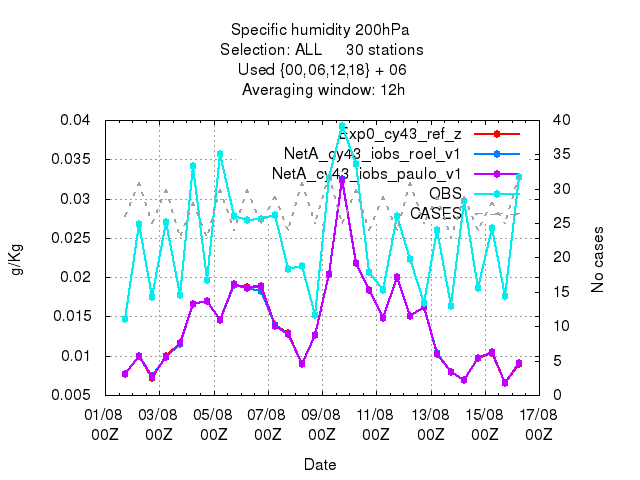 Specific humidity 200hPa
Selection: ALL 30 stations
Used {00,06,12,18} + 06
Averaging window: 12h
0.04
0.035
0.03
0.025
0.02
0.015
0.01
0.005
g/Kg
40
35
30
25
20
15
10
5
0
No cases
Exp0_cy43_ref_z
NetA_cy43_iobs_roel_v1
NetA_cy43_iobs_paulo_v1
OBS
CASES
01/08 03/08 05/08 07/08 09/08 11/08 13/08 15/08 17/08
00Z 00Z 00Z 00Z 00Z 00Z 00Z 00Z 00Z
Date